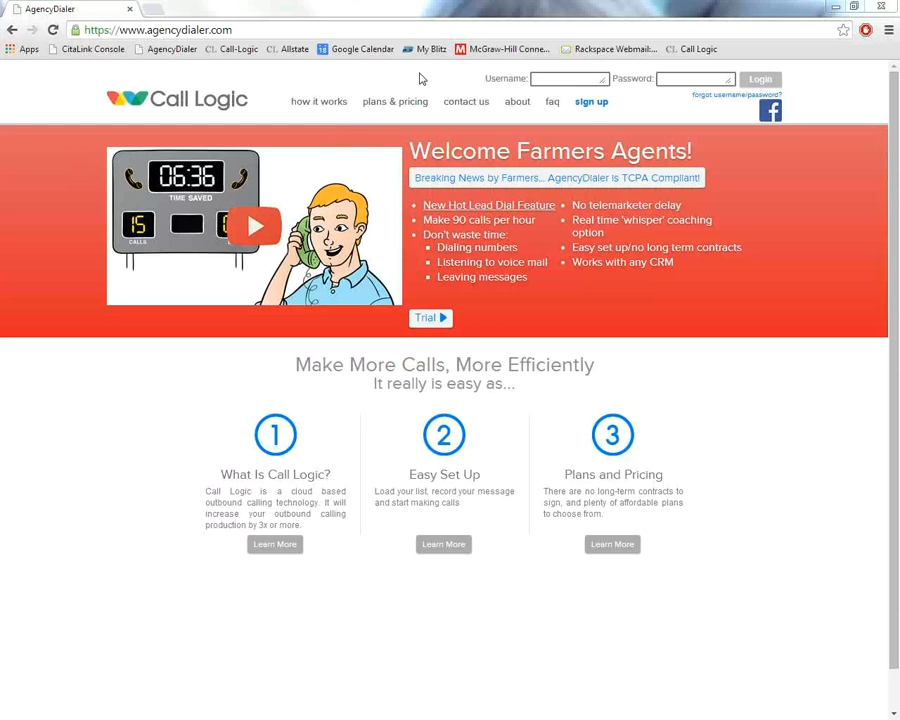 AgencyDialer
https://www.agencydialer.com
Apps CitaLink Console AgencyDialer Call-Logic Allstate Google Calendar My Blitz McGraw-Hill Conne... Rackspace Webmail:... Call Logic
Username: Password: Login
forgot username/password?
Call Logic
how it works plans & pricing contact us about faq sign up
06:36
TIME SAVED
15
CALLS
Welcome Farmers Agents!
Breaking News by Farmers... AgencyDialer is TCPA Compliant!
New Hot Lead Dial Feature
Make 90 calls per hour
Don't waste time:
Dialing numbers
Listening to voice mail
Leaving messages
No telemarketer delay
Real time 'whisper' coaching
option
Easy set up/no long term contracts
Works with any CRM
Trial
Make More Calls, More Efficiently
It really is easy as...
1
What Is Call Logic?
Call Logic is a cloud based
outbound calling technology. It will
increase your outbound calling
production by 3x or more.
Learn More
2
Easy Set Up
Load your list, record your message
and start making calls
Learn More
3
Plans and Pricing
There are no long-term contracts to
sign, and plenty of affordable plans
to choose from.
Learn More